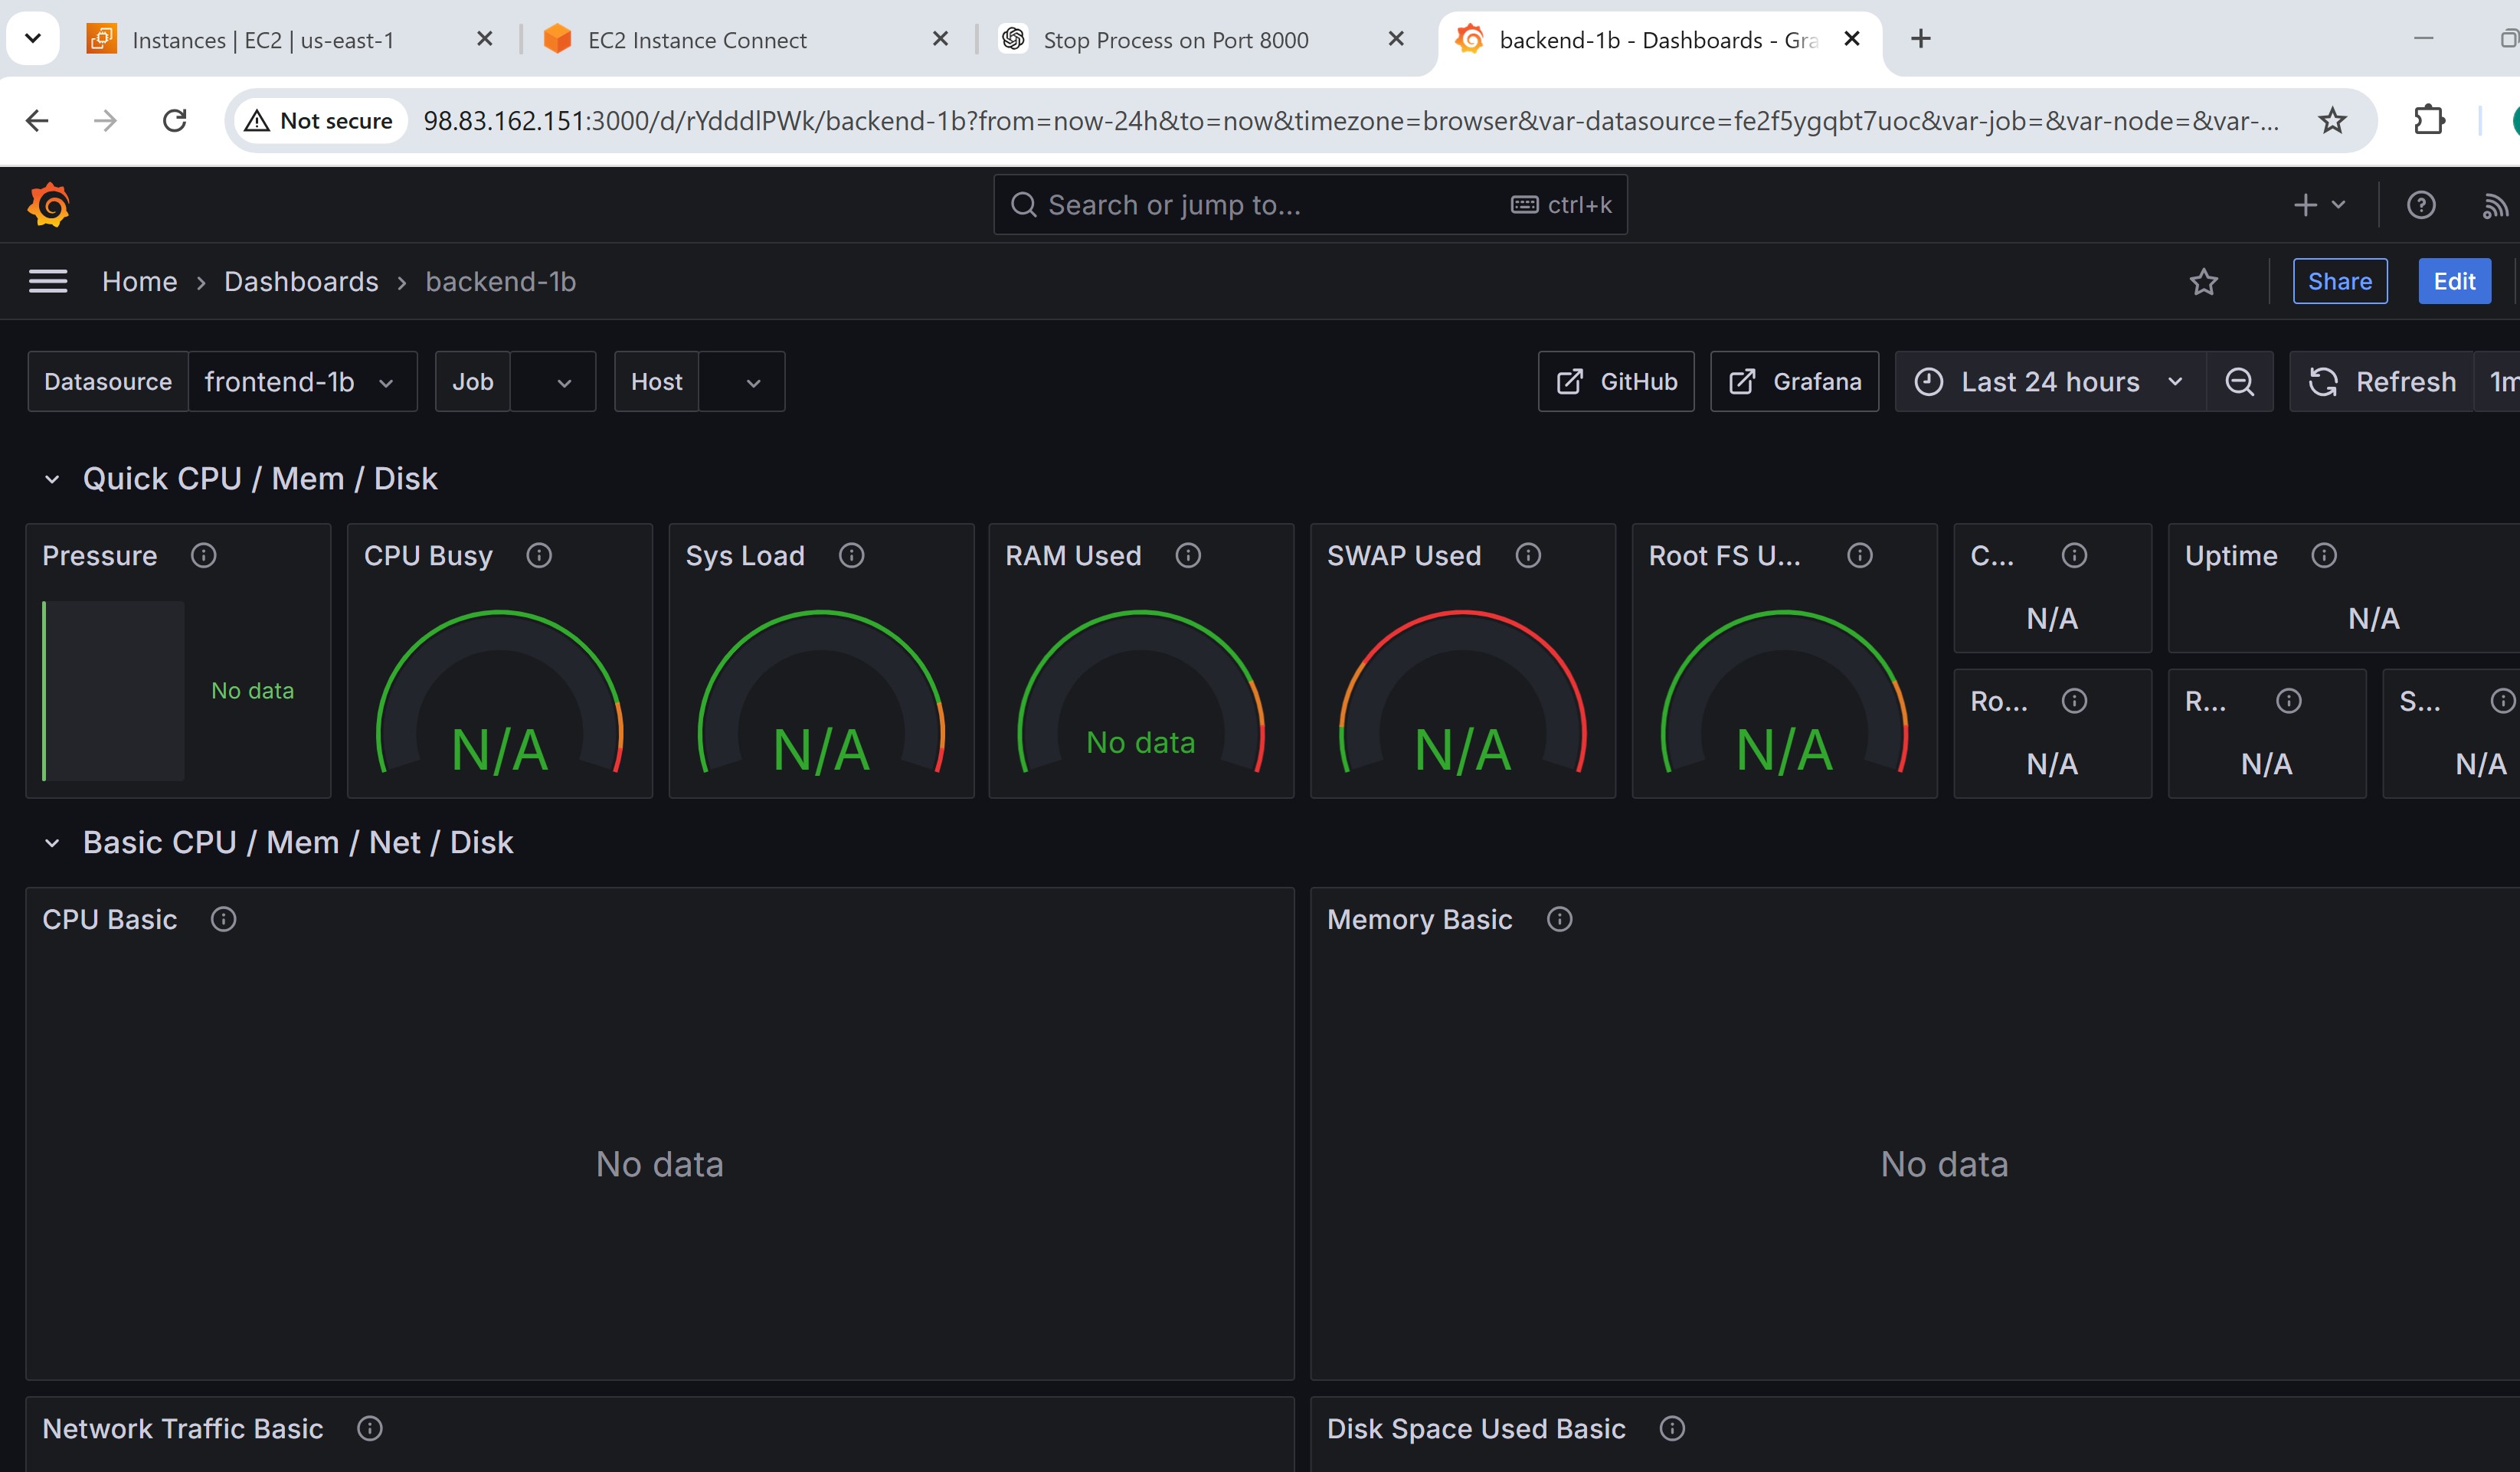 Instances | EC2 | us-east-1
EC2 Instance Connect
Stop Process on Port 8000
backend-1b - Dashboards - Gra
Not secure
98.83.162.151:3000/d/rYdddlPWk/backend-1b?from=now-24h&to=now&timezone=browser&var-datasource=fe2f5ygqbt7uoc&var-job=&var-node=&var-...
Search or jump to...
ctrl+k
Home › Dashboards › backend-1b
Share
Edit
Datasource
frontend-1b
Job
Host
GitHub
Grafana
Last 24 hours
Refresh
1m
Quick CPU / Mem / Disk
Pressure
No data
CPU Busy
N/A
Sys Load
N/A
RAM Used
No data
SWAP Used
N/A
Root FS U...
N/A
C...
N/A
Uptime
N/A
Ro...
N/A
R...
N/A
S...
N/A
Basic CPU / Mem / Net / Disk
CPU Basic
No data
Memory Basic
No data
Network Traffic Basic
Disk Space Used Basic